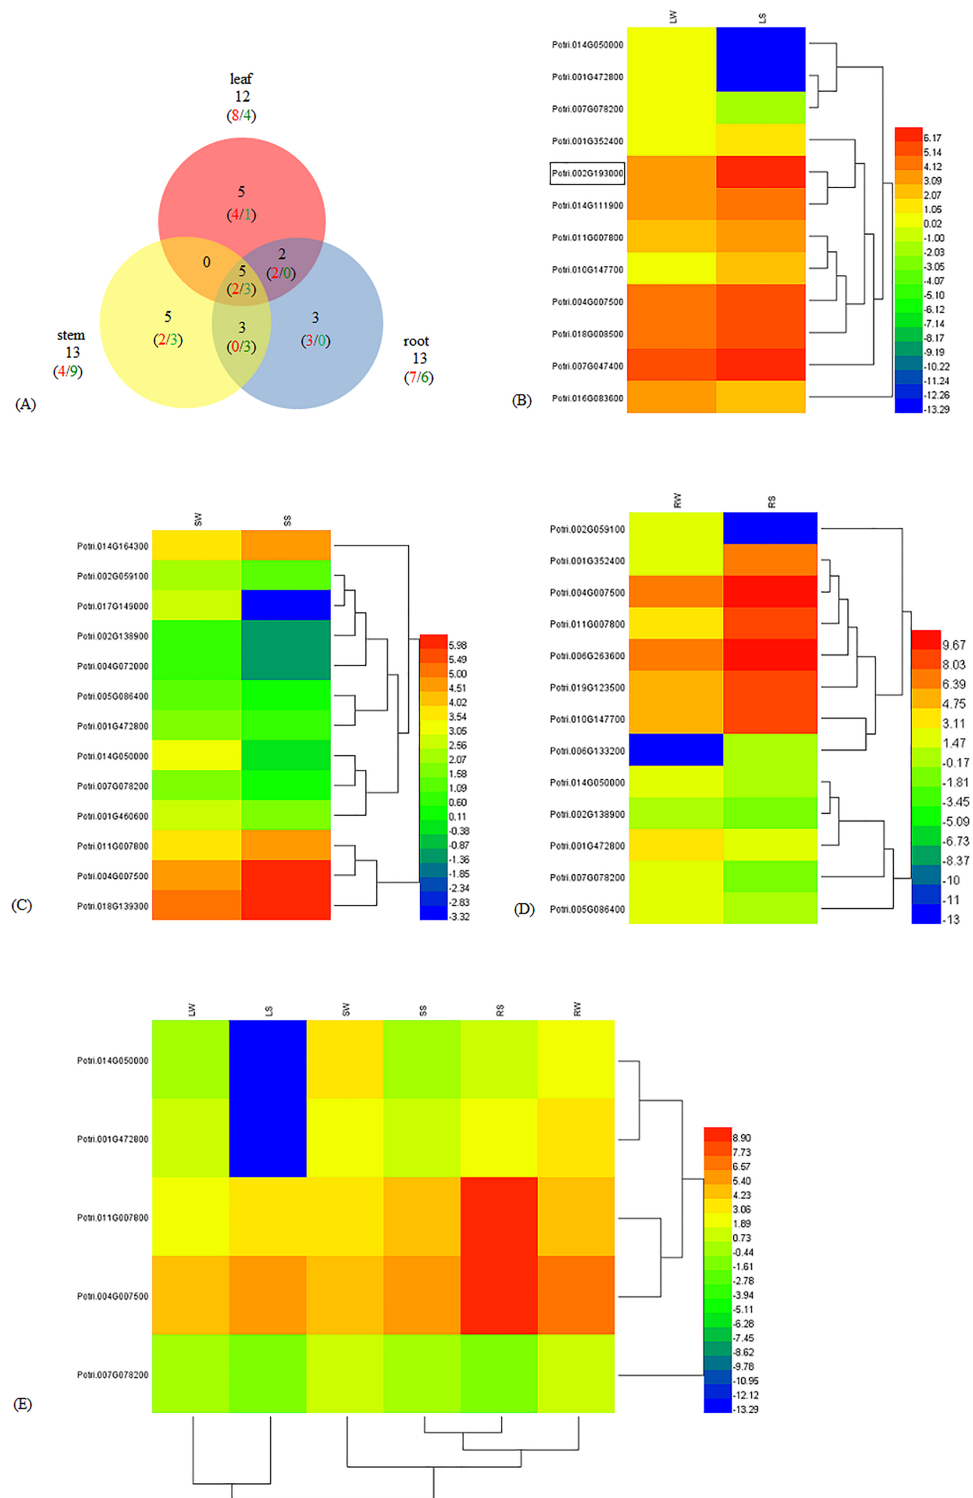 leaf
12
(8/4)
5
(4/1)
0
2
(2/0)
5
(2/3)
5
(2/3)
3
(0/3)
3
(3/0)
stem
13
(4/9)
root
13
(7/6)
(A)
LW LS
Potri.014G050000
Potri.001G472800
Potri.007G078200
Potri.001G352400
Potri.002G193000
Potri.014G111900
Potri.011G007800
Potri.010G147700
Potri.004G007500
Potri.018G008500
Potri.007G047400
Potri.016G083600
6.17
5.14
4.12
3.09
2.07
1.05
0.02
-1.00
-2.03
-3.05
-4.07
-5.10
-6.12
-7.14
-8.17
-9.19
-10.22
-11.24
-12.26
-13.29
(B)
SW SS
Potri.014G164300
Potri.002G059100
Potri.017G149000
Potri.002G138900
Potri.004G072000
Potri.005G086400
Potri.001G472800
Potri.014G050000
Potri.007G078200
Potri.001G460600
Potri.011G007800
Potri.004G007500
Potri.018G139300
5.98
5.49
5.00
4.51
4.02
3.54
3.05
2.56
2.07
1.58
1.09
0.60
0.11
-0.38
-0.87
-1.36
-1.85
-2.34
-2.83
-3.32
(C)
RW RS
Potri.002G059100
Potri.001G352400
Potri.004G007500
Potri.011G007800
Potri.006G263600
Potri.019G123500
Potri.010G147700
Potri.006G133200
Potri.014G050000
Potri.002G138900
Potri.001G472800
Potri.007G078200
Potri.005G086400
9.67
8.03
6.39
4.75
3.11
1.47
-0.17
-1.81
-3.45
-5.09
-6.73
-8.37
-10
-11
-13
(D)
LW LS SW SS RS RW
Potri.014G050000
Potri.001G472800
Potri.011G007800
Potri.004G007500
Potri.007G078200
8.90
7.73
6.57
5.40
4.23
3.06
1.89
0.73
-0.44
-1.61
-2.78
-3.94
-5.11
-6.28
-7.45
-8.62
-9.78
-10.95
-12.12
-13.29
(E)